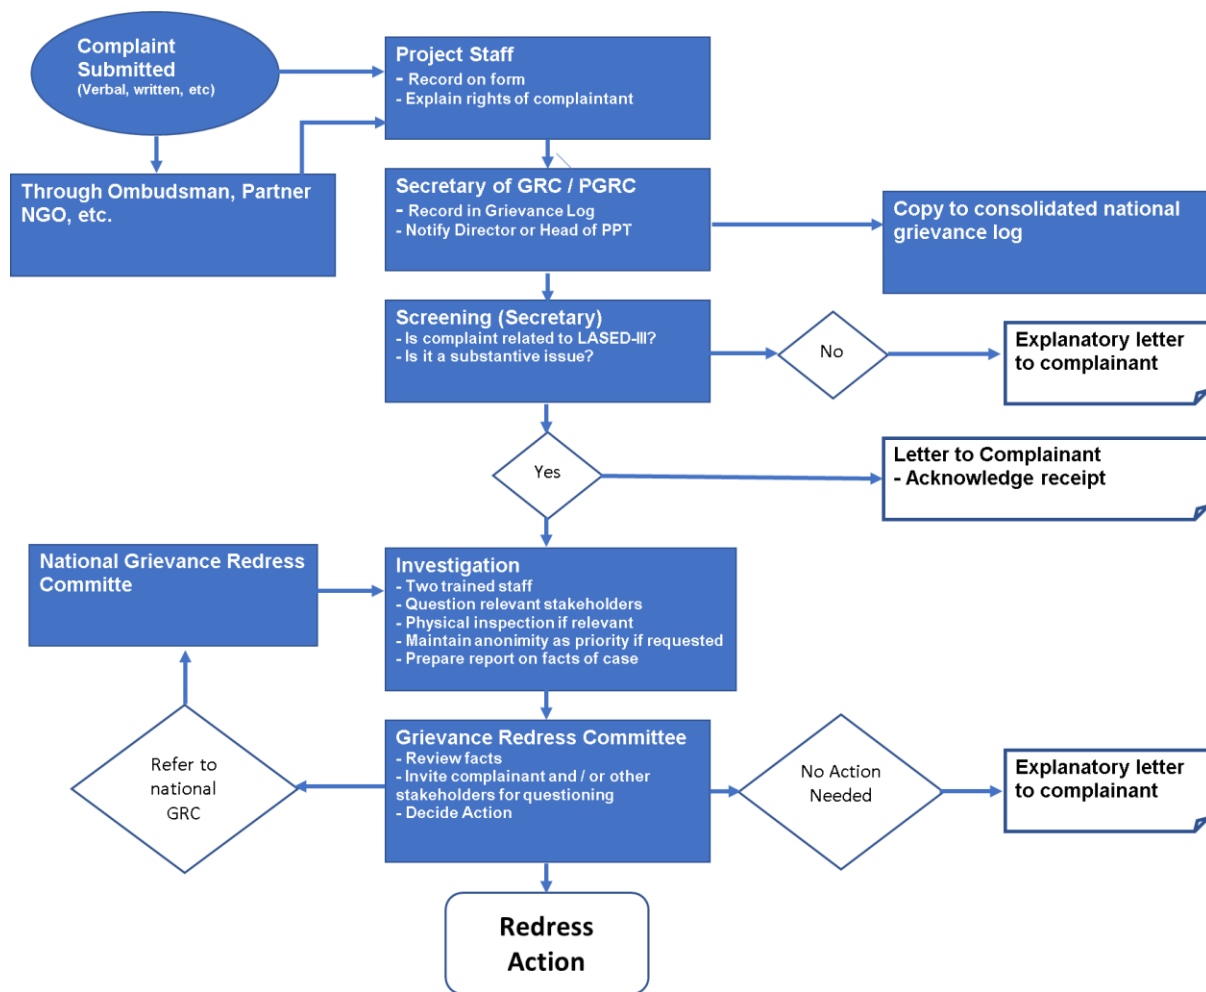 Complaint
Submitted
(Verbal, written, etc)
Project Staff
- Record on form
- Explain rights of complaintant
Through Ombudsman, Partner
NGO, etc.
Secretary of GRC / PGRC
- Record in Grievance Log
- Notify Director or Head of PPT
Copy to consolidated national
grievance log
Screening (Secretary)
- Is complaint related to LASED-III?
- Is it a substantive issue?
No
Explanatory letter
to complainant
Yes
Letter to Complainant
- Acknowledge receipt
National Grievance Redress
Committe
Investigation
- Two trained staff
- Question relevant stakeholders
- Physical inspection if relevant
- Maintain anonimity as priority if requested
- Prepare report on facts of case
Refer to
national
GRC
Grievance Redress Committee
- Review facts
- Invite complainant and / or other
stakeholders for questioning
- Decide Action
No Action
Needed
Explanatory letter
to complainant
Redress
Action